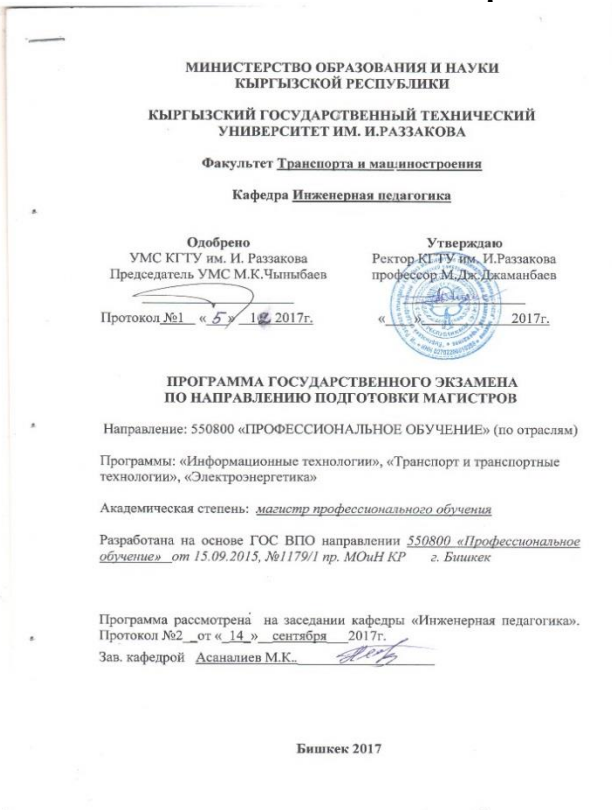 МИНИСТЕРСТВО ОБРАЗОВАНИЯ И НАУКИ
КЫРГЫЗСКОЙ РЕСПУБЛИКИ
КЫРГЫЗСКИЙ ГОСУДАРСТВЕННЫЙ ТЕХНИЧЕСКИЙ
УНИВЕРСИТЕТ ИМ. И.РАЗЗАКОВА
Факультет Транспорта и машиностроения
Кафедра Инженерная педагогика
Одобрено
УМС КГТУ им. И. Раззакова
Председатель УМС М.К.Чыныбаев
Протокол №1 «5» 2017г.
Утверждаю
Ректор КГТУ им. И.Раззакова
профессор М.Дж.Джаманбаев
« » 2017г.
ПРОГРАММА ГОСУДАРСТВЕННОГО ЭКЗАМЕНА
ПО НАПРАВЛЕНИЮ ПОДГОТОВКИ МАГИСТРОВ
Направление: 550800 «ПРОФЕССИОНАЛЬНОЕ ОБУЧЕНИЕ» (по отраслям)
Программы: «Информационные технологии», «Транспорт и транспортные
технологии», «Электроэнергетика»
Академическая степень: магистр профессионального обучения
Разработана на основе ГОС ВПО направлении 550800 «Профессиональное
обучение» от 15.09.2015, №1179/1 пр. МОиН КР г. Бишкек
Программа рассмотрена на заседании кафедры «Инженерная педагогика».
Протокол №2 от «14» сентября 2017г.
Зав. кафедрой Асаналиев М.К..
Бишкек 2017